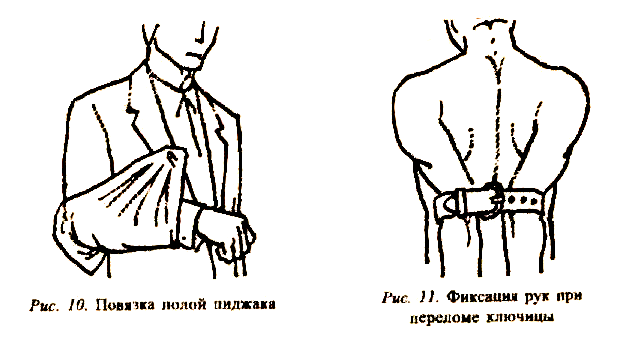 Рис. 10. Повязка полой пиджака
Рис. 11. Фиксация рук при
переломе ключицы